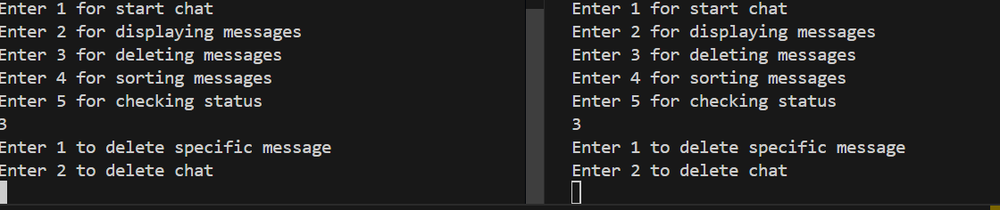 Enter 1 for start chat
Enter 2 for displaying messages
Enter 3 for deleting messages
Enter 4 for sorting messages
Enter 5 for checking status
3
Enter 1 to delete specific message
Enter 2 to delete chat
Enter 1 for start chat
Enter 2 for displaying messages
Enter 3 for deleting messages
Enter 4 for sorting messages
Enter 5 for checking status
3
Enter 1 to delete specific message
Enter 2 to delete chat